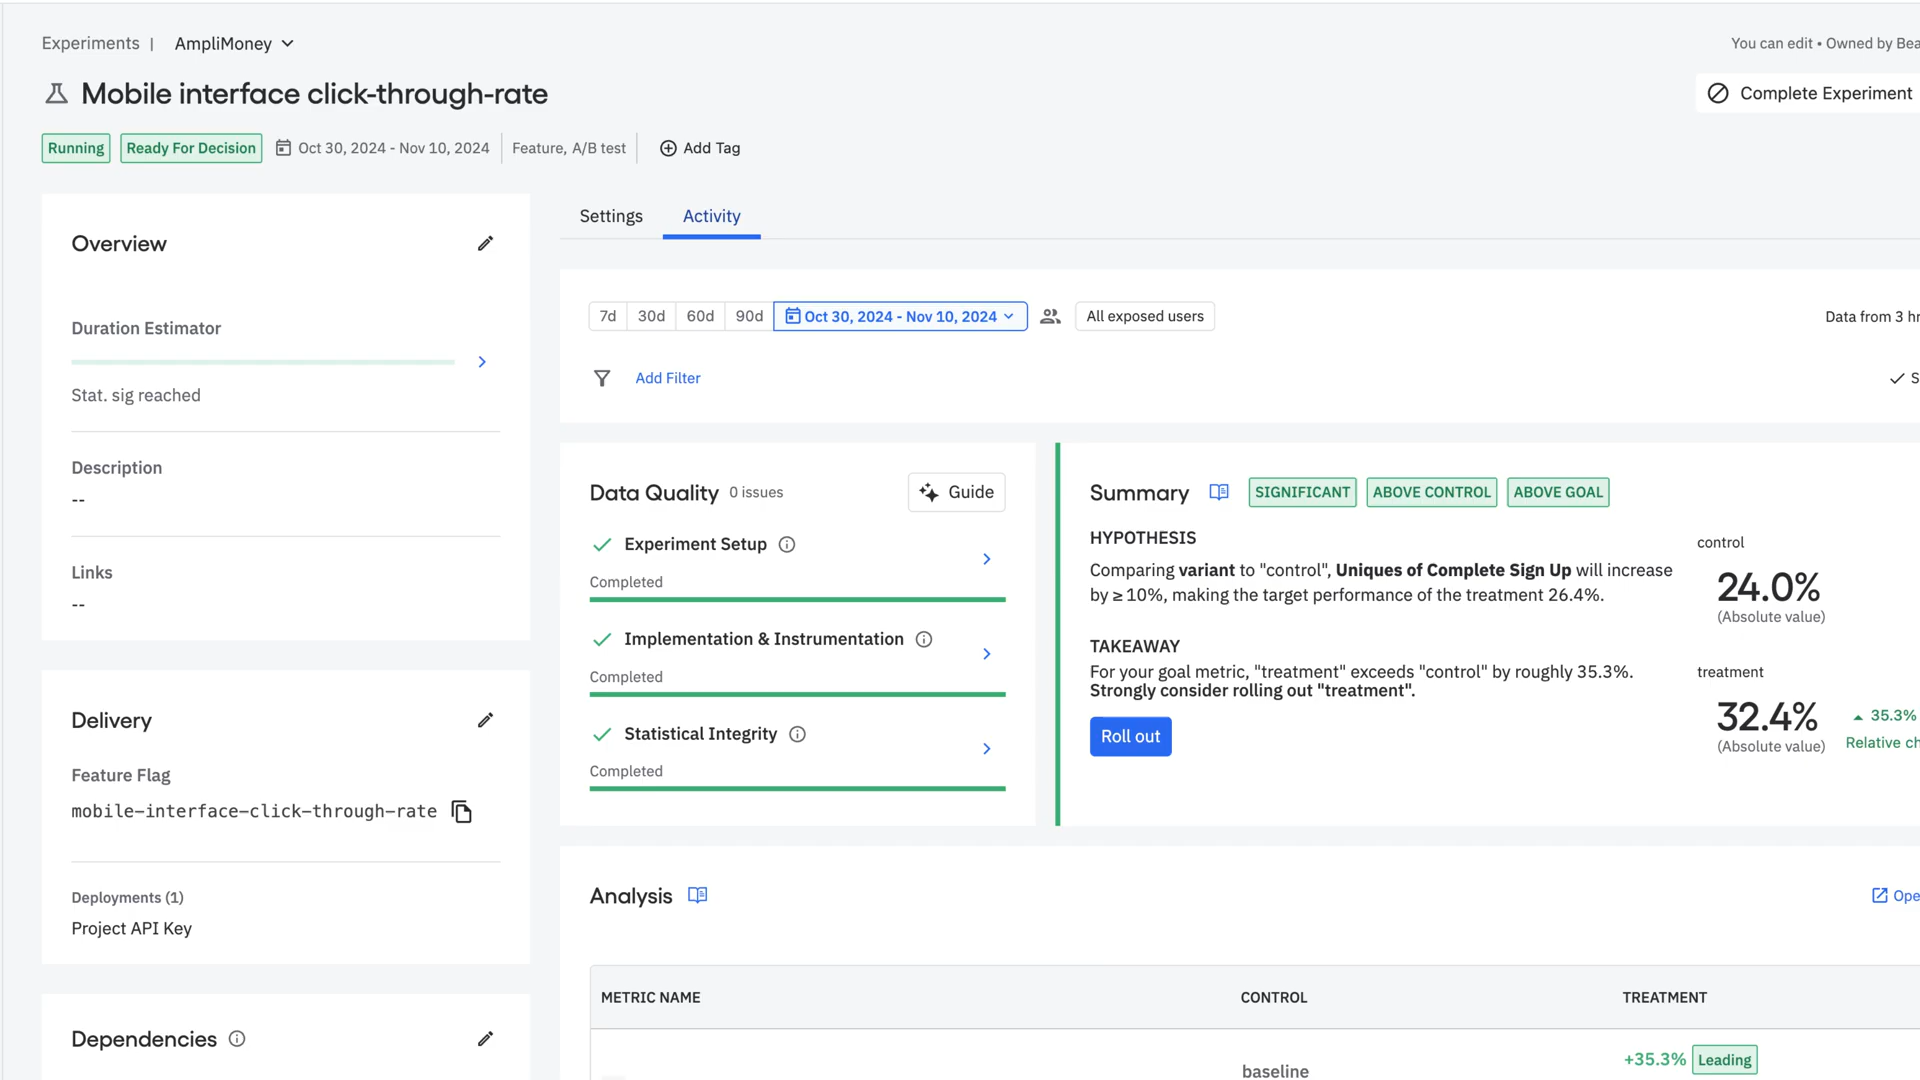 Experiments | AmpliMoney
You can edit • Owned by Bea
Mobile interface click-through-rate
Complete Experiment
Running
Ready For Decision
Oct 30, 2024 - Nov 10, 2024
Feature, A/B test
Add Tag
Overview
Duration Estimator
Stat. sig reached
Description
--
Links
--
Delivery
Feature Flag
mobile-interface-click-through-rate
Deployments (1)
Project API Key
Dependencies
Settings
Activity
7d
30d
60d
90d
Oct 30, 2024 - Nov 10, 2024
All exposed users
Data from 3 hr
Add Filter
S
Data Quality
0 issues
Guide
Experiment Setup
Completed
Implementation & Instrumentation
Completed
Statistical Integrity
Completed
Summary
SIGNIFICANT
ABOVE CONTROL
ABOVE GOAL
HYPOTHESIS
Comparing variant to "control", Uniques of Complete Sign Up will increase
by ≥ 10%, making the target performance of the treatment 26.4%.
TAKEAWAY
For your goal metric, "treatment" exceeds "control" by roughly 35.3%.
Strongly consider rolling out "treatment".
Roll out
control
24.0%
(Absolute value)
treatment
32.4%
(Absolute value)
35.3%
Relative ch
Analysis
Ope
METRIC NAME
CONTROL
TREATMENT
baseline
+35.3%
Leading